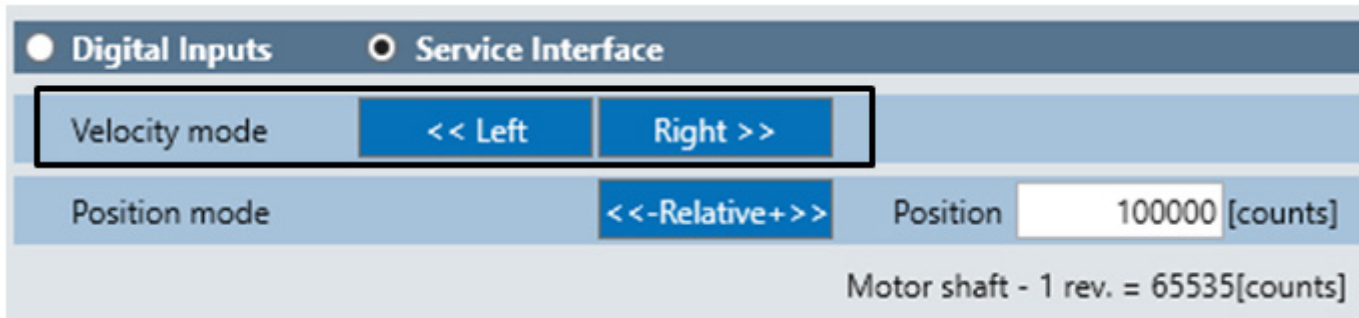 Digital Inputs Service Interface
Velocity mode << Left Right >>
Position mode <<-Relative+>> Position 100000 [counts]
Motor shaft - 1 rev. = 65535[counts]